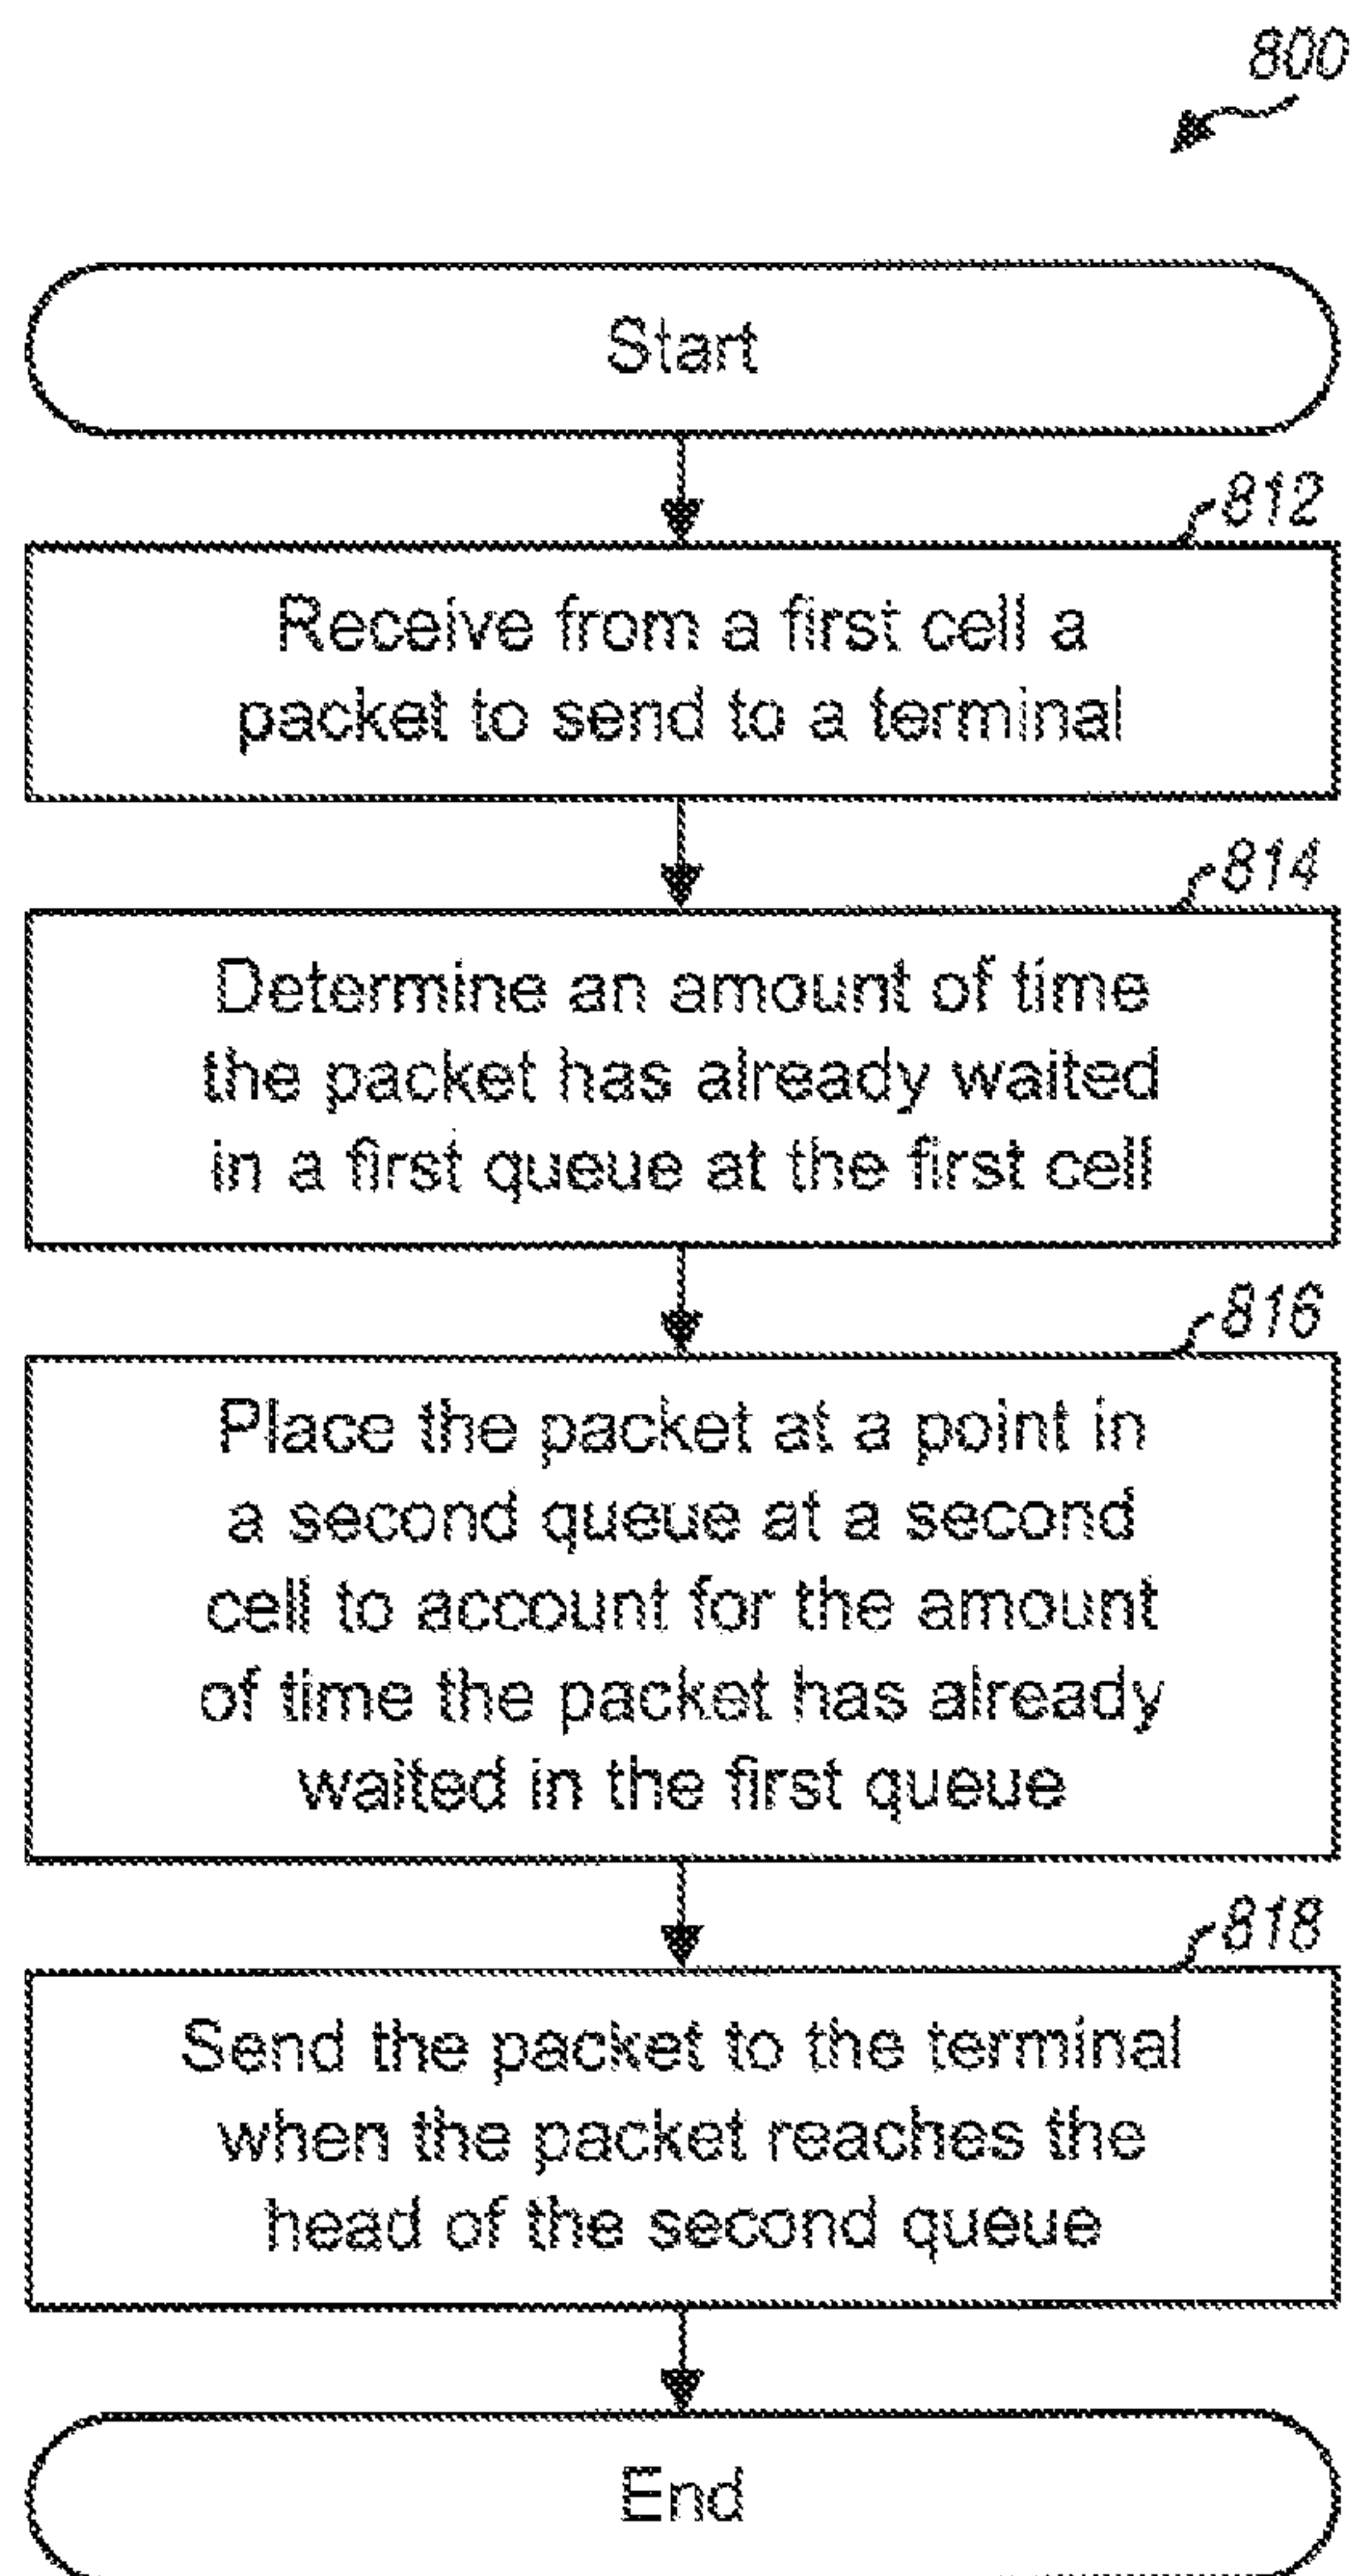 800
Start
812
Receive from a first cell a
packet to send to a terminal
814
Determine an amount of time
the packet has already waited
in a first queue at the first cell
816
Place the packet at a point in
a second queue at a second
cell to account for the amount
of time the packet has already
waited in the first queue
818
Send the packet to the terminal
when the packet reaches the
head of the second queue
End